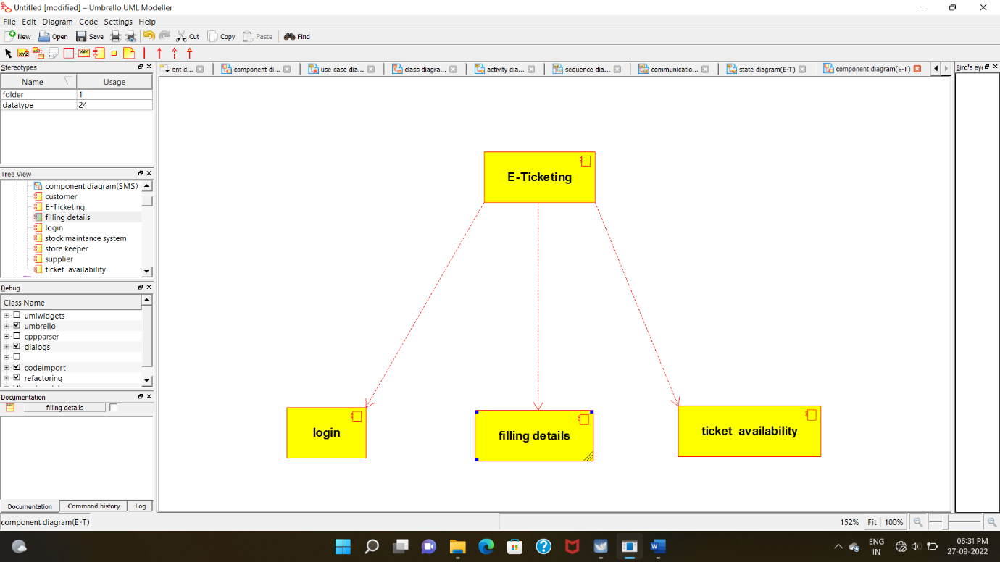 Untitled [modified] – Umbrello UML Modeller
File Edit Diagram Code Settings Help
New Open Save Cut Copy Paste Find
XYZ
Stereotypes
Name Usage
folder 1
datatype 24
ent d... component di... use case dia... class diagra... activity dia... sequence dia... communicatio... state diagram(E-T) component diagram(E-T)
Bird's eye
Tree View
component diagram(SMS)
customer
E-Ticketing
filling details
login
stock maintance system
store keeper
supplier
ticket availability
Debug
Class Name
umlwidgets
umbrello
cppparser
dialogs
codeimport
refactoring
Documentation
filling details
Documentation Command history Log
E-Ticketing
login
filling details
ticket availability
component diagram(E-T)
152% Fit 100%
ENG
IN
06:31 PM
27-09-2022